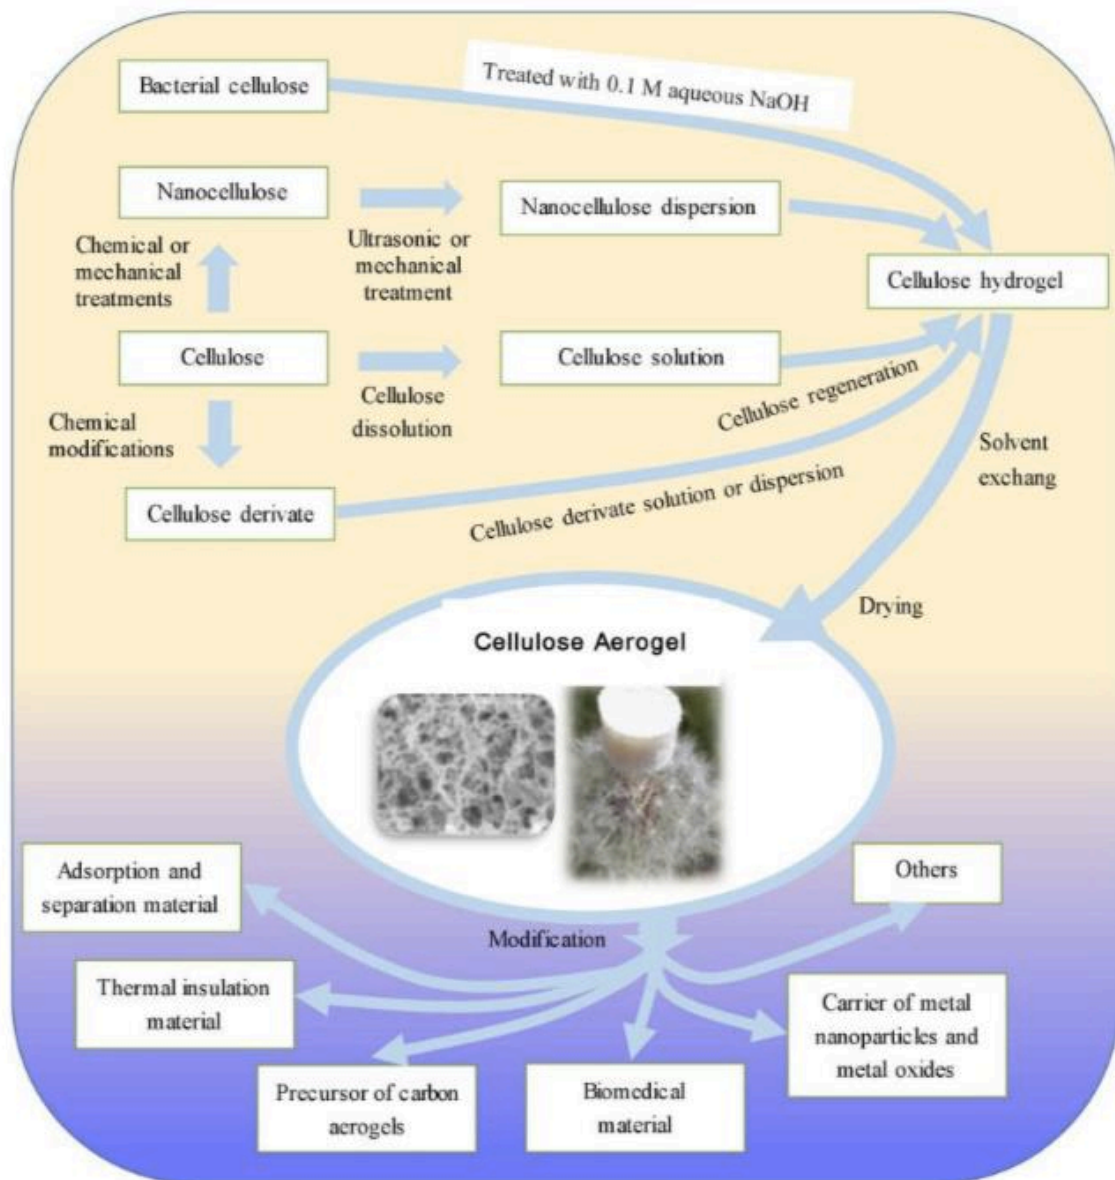 Bacterial cellulose
Treated with 0.1 M aqueous NaOH
Nanocellulose
Nanocellulose dispersion
Chemical or
mechanical
treatments
Ultrasonic or
mechanical
treatment
Cellulose hydrogel
Cellulose
Cellulose solution
Cellulose
dissolution
Cellulose regeneration
Chemical
modifications
Solvent
exchang
Cellulose derivate
Cellulose derivate solution or dispersion
Drying
Cellulose Aerogel
Adsorption and
separation material
Others
Modification
Thermal insulation
material
Carrier of metal
nanoparticles and
metal oxides
Precursor of carbon
aerogels
Biomedical
material